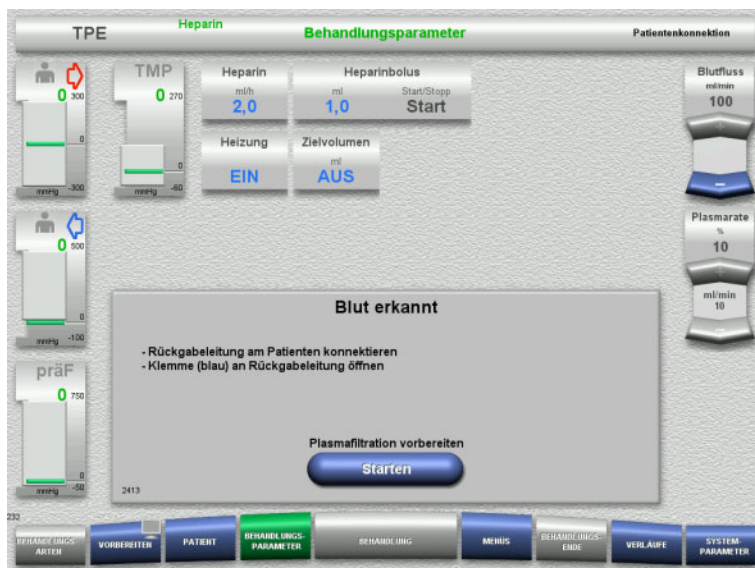 TPE
Heparin
Behandlungsparameter
Patientenkonnektion
0 300
0
mmHg -300
TMP
0 270
0
mmHg -60
Heparin
ml/h
2,0
Heparinbolus
ml Start/Stopp
1,0 Start
Heizung
EIN
Zielvolumen
ml
AUS
Blutfluss
ml/min
100
+
−
0 500
0
mmHg -100
Plasmarate
%
10
+
ml/min
10
−
präF
0 750
0
mmHg -50
Blut erkannt
- Rückgabeleitung am Patienten konnektieren
- Klemme (blau) an Rückgabeleitung öffnen
Plasmafiltration vorbereiten
Starten
2413
233
BEHANDLUNGS-
ARTEN
VORBEREITEN
PATIENT
BEHANDLUNGS-
PARAMETER
BEHANDLUNG
MENÜS
BEHANDLUNGS-
ENDE
VERLÄUFE
SYSTEM-
PARAMETER